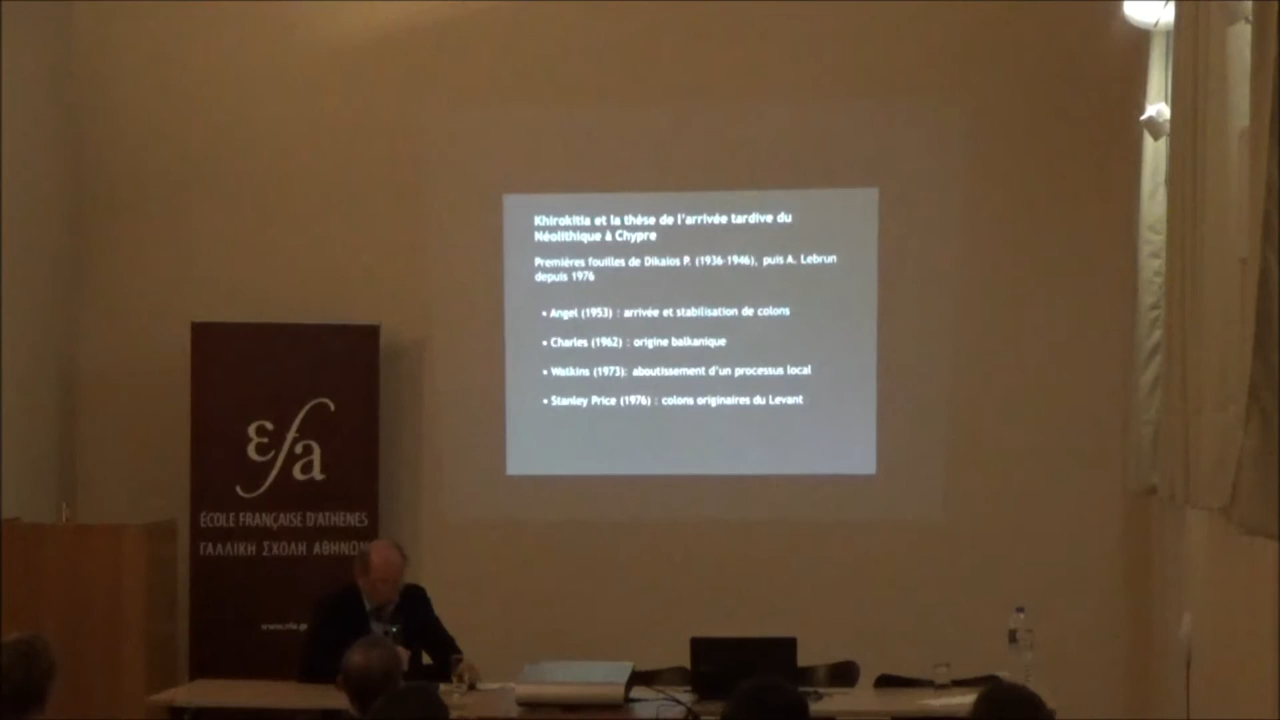 Khirokitia et la thèse de l'arrivée tardive du
Néolithique à Chypre
Premières fouilles de Dikaios P. (1936-1946), puis A. Lebrun
depuis 1976
• Angel (1953) : arrivée et stabilisation de colons
• Charles (1962) : origine balkanique
• Watkins (1973): aboutissement d'un processus local
• Stanley Price (1976) : colons originaires du Levant
εfa
ÉCOLE FRANÇAISE D'ATHÈNES
ΓΑΛΛΙΚΗ ΣΧΟΛΗ ΑΘΗΝΩΝ